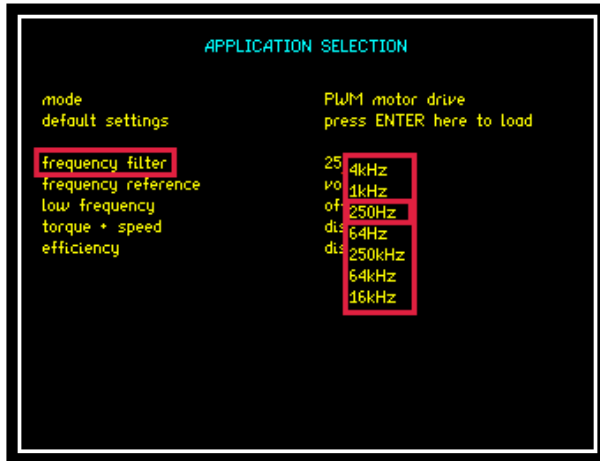 APPLICATION SELECTION
mode PWM motor drive
default settings press ENTER here to load
frequency filter 25
frequency reference vo
low frequency of
torque + speed dis
efficiency dis
4kHz
1kHz
250Hz
64Hz
250kHz
64kHz
16kHz